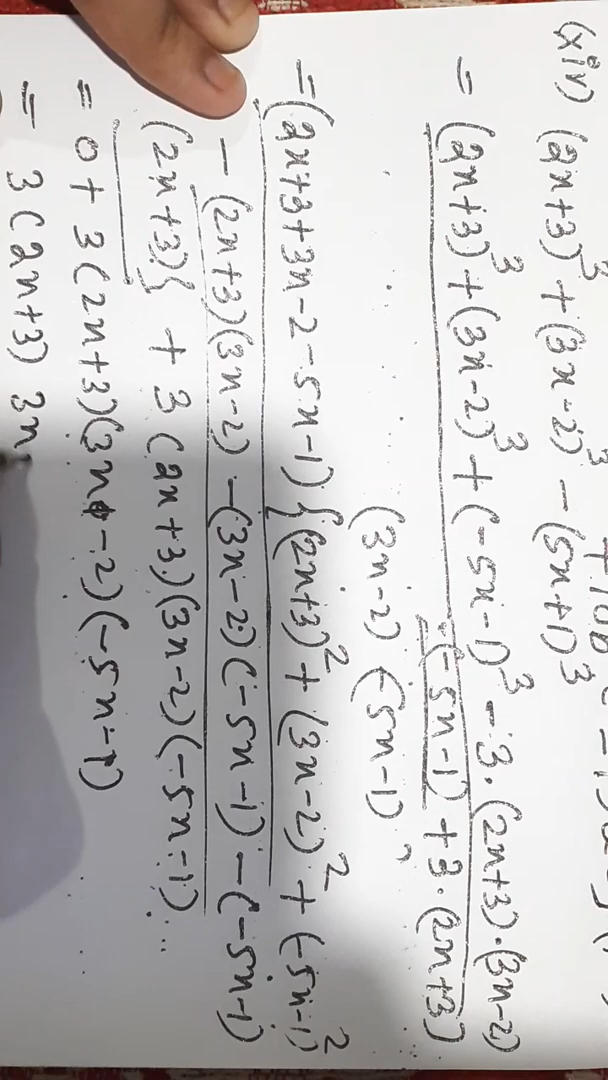 (xiv) (2x+3)³ + (3x-2)³ - (5x+1)³
= (2x+3)³ + (3x-2)³ + (-5x-1)³ - 3.(2x+3).(3x-2)
.(-5x-1) + 3.(2x+3)
(3x-2) (-5x-1)
= (2x+3+3x-2-5x-1) {(2x+3)² + (3x-2)² + (-5x-1)²
- (2x+3)(3x-2) - (3x-2)(-5x-1) - (-5x-1)
(2x+3)} + 3(2x+3)(3x-2)(-5x-1)
= 0 + 3(2x+3)(3x-2)(-5x-1)
= 3(2x+3) 3x